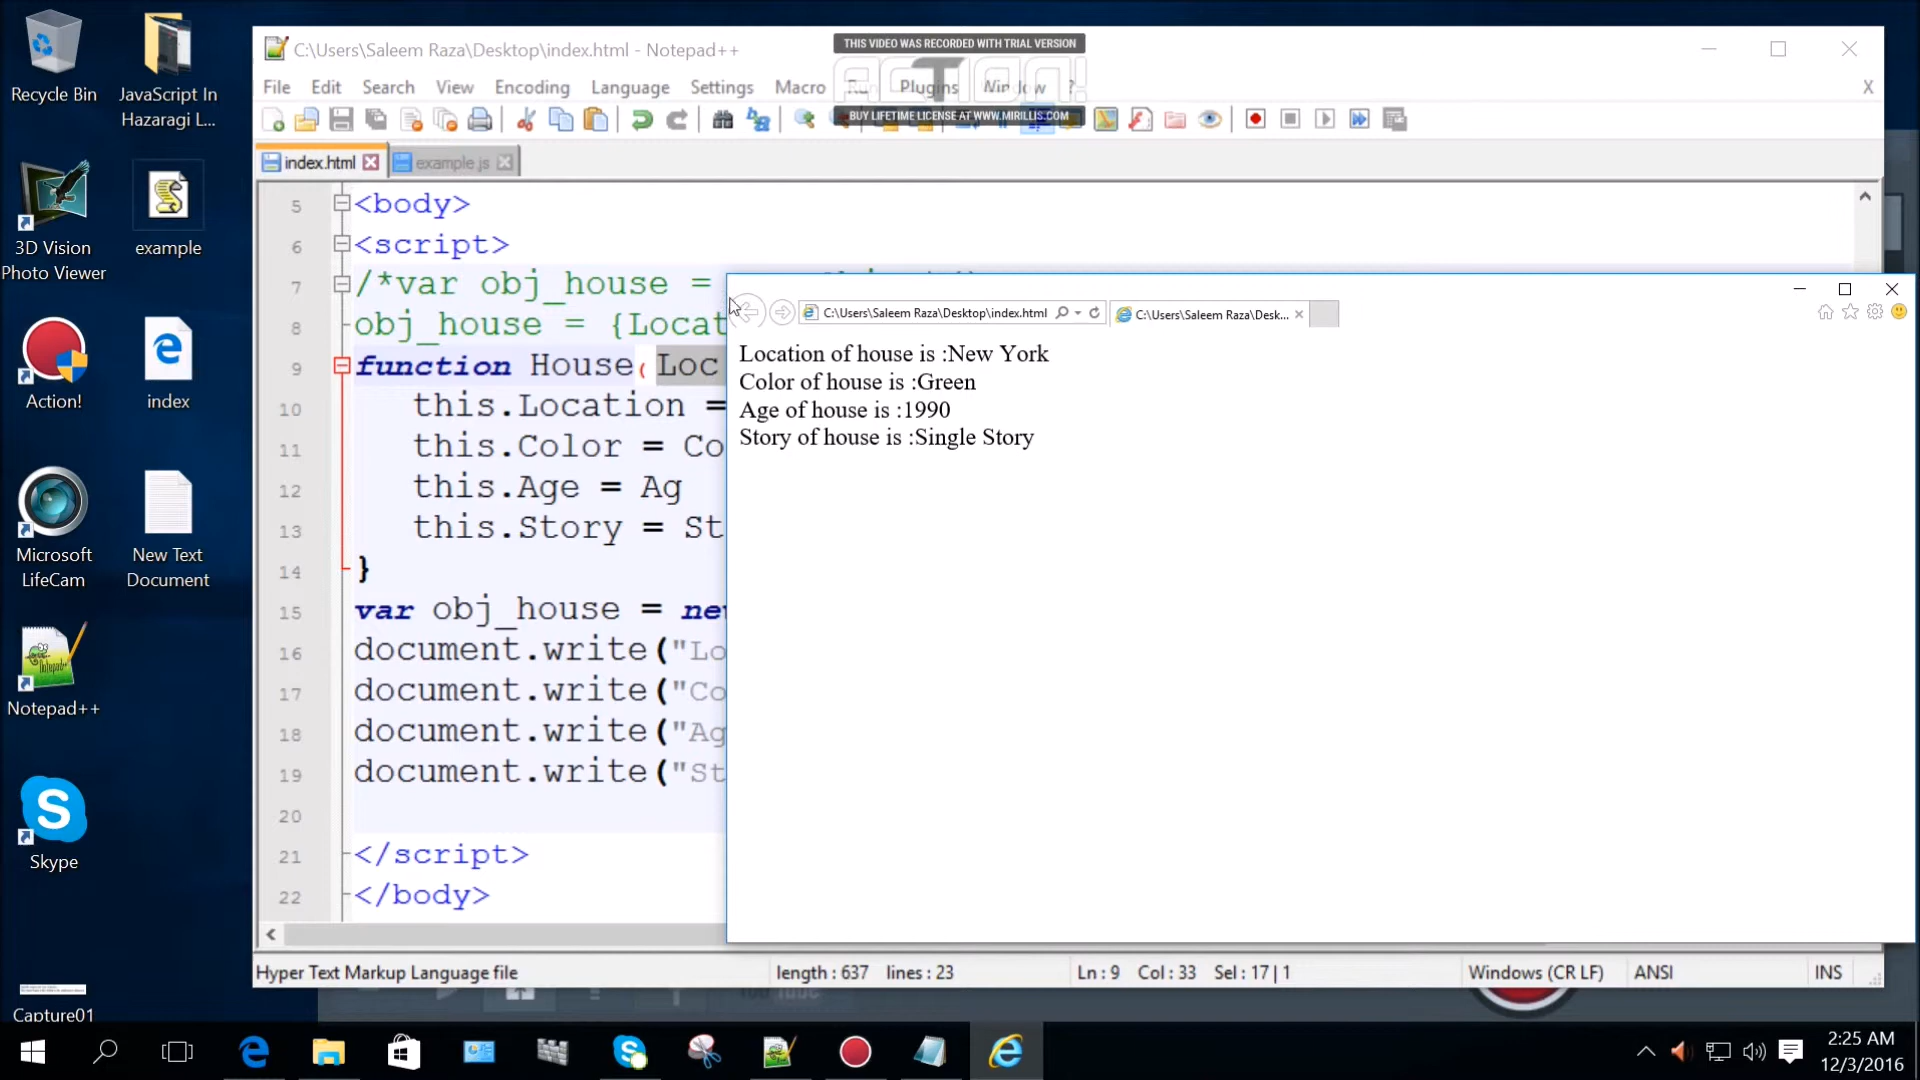 Recycle Bin
JavaScript In
Hazaragi L...
3D Vision
Photo Viewer
example
Action!
index
Microsoft
LifeCam
New Text
Document
Notepad++
Skype
Capture01
C:\Users\Saleem Raza\Desktop\index.html - Notepad++
THIS VIDEO WAS RECORDED WITH TRIAL VERSION
ACTION!
BUY LIFETIME LICENSE AT WWW.MIRILLIS.COM
File Edit Search View Encoding Language Settings Macro Run Plugins Window ? X
index.html example.js
5 <body>
6 <script>
7 /*var obj_house =
8 obj_house = {Locat
9 function House( Loc
10 this.Location =
11 this.Color = Co
12 this.Age = Ag
13 this.Story = St
14 }
15 var obj_house = new
16 document.write("Lo
17 document.write("Co
18 document.write("Ag
19 document.write("St
20
21 </script>
22 </body>
C:\Users\Saleem Raza\Desktop\index.html
C:\Users\Saleem Raza\Desk...
Location of house is :New York
Color of house is :Green
Age of house is :1990
Story of house is :Single Story
Hyper Text Markup Language file length : 637 lines : 23 Ln : 9 Col : 33 Sel : 17 | 1 Windows (CR LF) ANSI INS
2:25 AM
12/3/2016